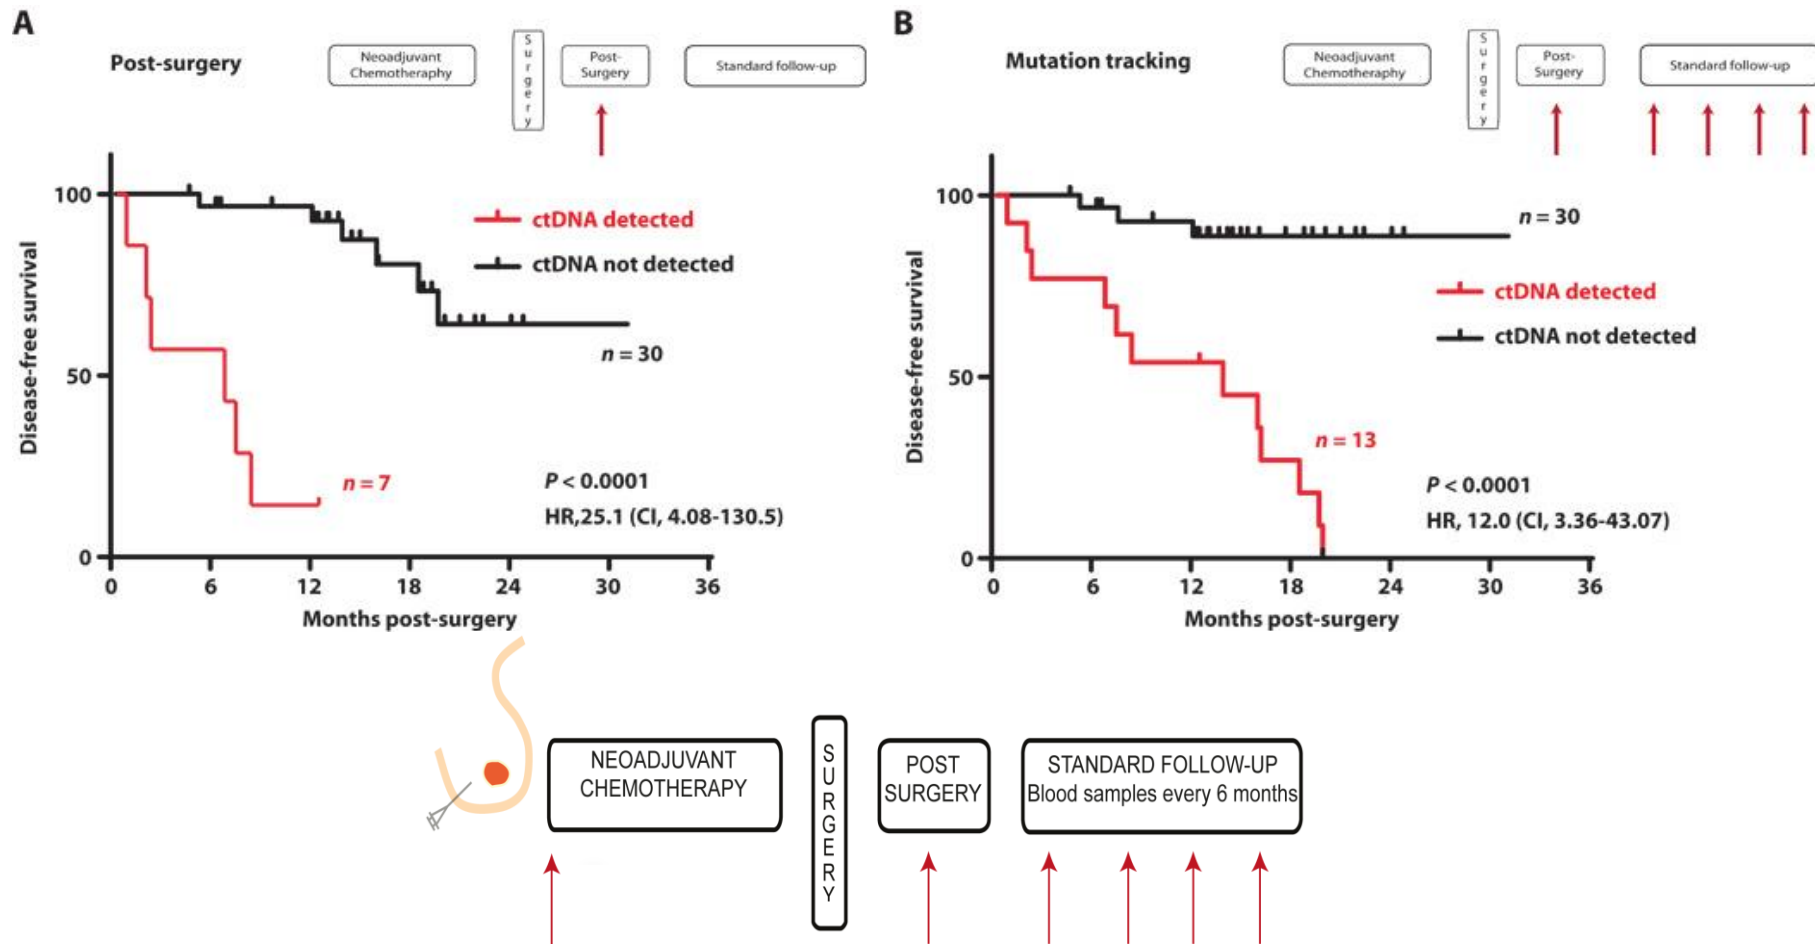 A
Post-surgery
Neoadjuvant
Chemotheraphy
Surgery
Post-
Surgery
Standard follow-up
100
50
0
Disease-free survival
ctDNA detected
ctDNA not detected
n = 30
n = 7
P < 0.0001
HR,25.1 (CI, 4.08-130.5)
0 6 12 18 24 30 36
Months post-surgery
B
Mutation tracking
Neoadjuvant
Chemotheraphy
Surgery
Post-
Surgery
Standard follow-up
100
50
0
Disease-free survival
n = 30
ctDNA detected
ctDNA not detected
n = 13
P < 0.0001
HR, 12.0 (CI, 3.36-43.07)
0 6 12 18 24 30 36
Months post-surgery
NEOADJUVANT
CHEMOTHERAPY
SURGERY
POST
SURGERY
STANDARD FOLLOW-UP
Blood samples every 6 months